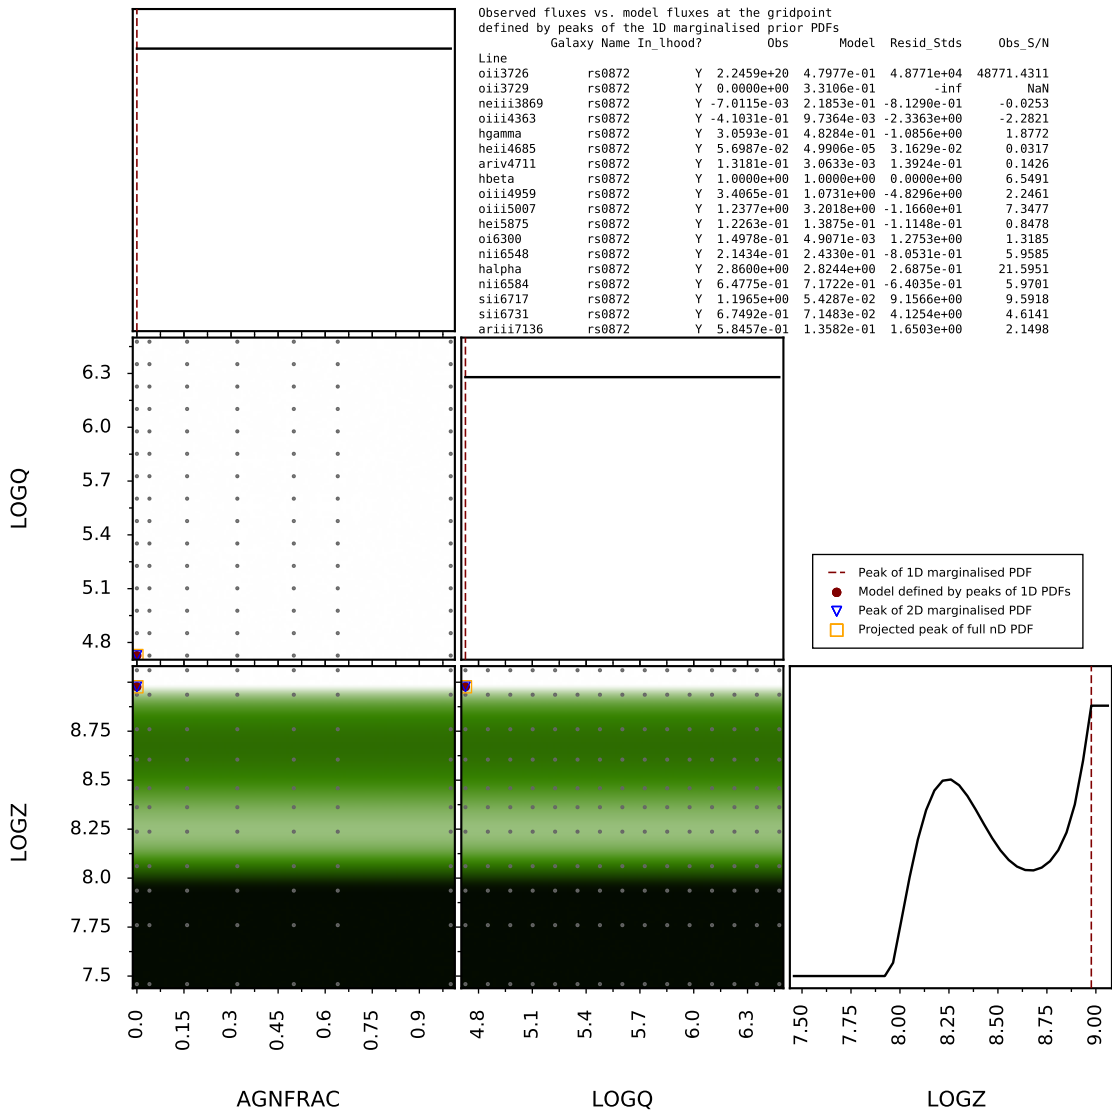 Observed fluxes vs. model fluxes at the gridpoint
defined by peaks of the 1D marginalised prior PDFs
Galaxy Name In_lhood? Obs Model Resid_Stds Obs_S/N
Line
oii3726 rs0872 Y 2.2459e+20 4.7977e-01 4.8771e+04 48771.4311
oii3729 rs0872 Y 0.0000e+00 3.3106e-01 -inf NaN
neiii3869 rs0872 Y -7.0115e-03 2.1853e-01 -8.1290e-01 -0.0253
oiii4363 rs0872 Y -4.1031e-01 9.7364e-03 -2.3363e+00 -2.2821
hgamma rs0872 Y 3.0593e-01 4.8284e-01 -1.0856e+00 1.8772
heii4685 rs0872 Y 5.6987e-02 4.9906e-05 3.1629e-02 0.0317
ariv4711 rs0872 Y 1.3181e-01 3.0633e-03 1.3924e-01 0.1426
hbeta rs0872 Y 1.0000e+00 1.0000e+00 0.0000e+00 6.5491
oiii4959 rs0872 Y 3.4065e-01 1.0731e+00 -4.8296e+00 2.2461
oiii5007 rs0872 Y 1.2377e+00 3.2018e+00 -1.1660e+01 7.3477
hei5875 rs0872 Y 1.2263e-01 1.3875e-01 -1.1148e-01 0.8478
oi6300 rs0872 Y 1.4978e-01 4.9071e-03 1.2753e+00 1.3185
nii6548 rs0872 Y 2.1434e-01 2.4330e-01 -8.0531e-01 5.9585
halpha rs0872 Y 2.8600e+00 2.8244e+00 2.6875e-01 21.5951
nii6584 rs0872 Y 6.4775e-01 7.1722e-01 -6.4035e-01 5.9701
sii6717 rs0872 Y 1.1965e+00 5.4287e-02 9.1566e+00 9.5918
sii6731 rs0872 Y 6.7492e-01 7.1483e-02 4.1254e+00 4.6141
ariii7136 rs0872 Y 5.8457e-01 1.3582e-01 1.6503e+00 2.1498
LOGQ
6.3
6.0
5.7
5.4
5.1
4.8
Peak of 1D marginalised PDF
Model defined by peaks of 1D PDFs
Peak of 2D marginalised PDF
Projected peak of full nD PDF
LOGZ
8.75
8.5
8.25
8.0
7.75
7.5
0.0 0.15 0.3 0.45 0.6 0.75 0.9
4.8 5.1 5.4 5.7 6.0 6.3
7.50 7.75 8.00 8.25 8.50 8.75 9.00
AGNFRAC LOGQ LOGZ